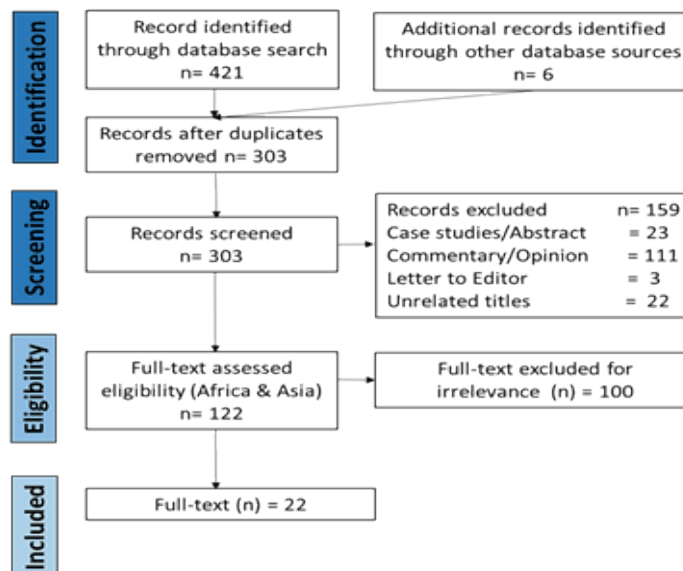 Identification
Record identified
through database search
n= 421
Additional records identified
through other database sources
n= 6
Records after duplicates
removed n= 303
Screening
Records screened
n= 303
Records excluded n= 159
Case studies/Abstract = 23
Commentary/Opinion = 111
Letter to Editor = 3
Unrelated titles = 22
Eligibility
Full-text assessed
eligibility (Africa & Asia)
n= 122
Full-text excluded for
irrelevance (n) = 100
Included
Full-text (n) = 22